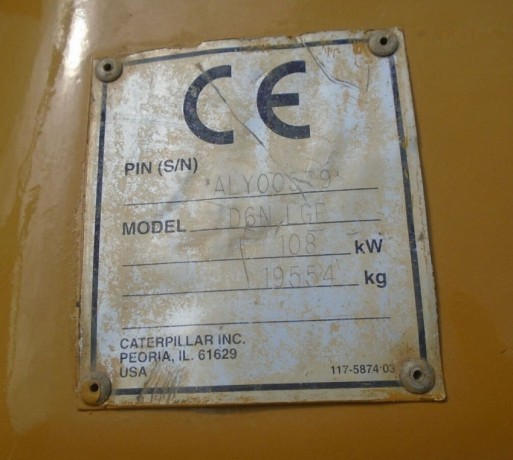 CE
PIN (S/N)
MODEL D6N LGP
108 kW
19554 kg
CATERPILLAR INC.
PEORIA, IL. 61629
USA
117-5874-03